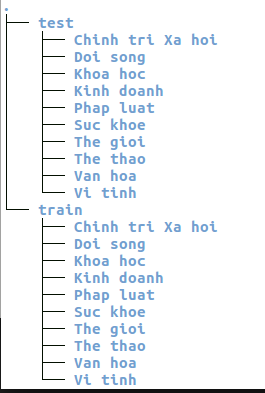 .
test
Chinh tri Xa hoi
Doi song
Khoa hoc
Kinh doanh
Phap luat
Suc khoe
The gioi
The thao
Van hoa
Vi tinh
train
Chinh tri Xa hoi
Doi song
Khoa hoc
Kinh doanh
Phap luat
Suc khoe
The gioi
The thao
Van hoa
Vi tinh